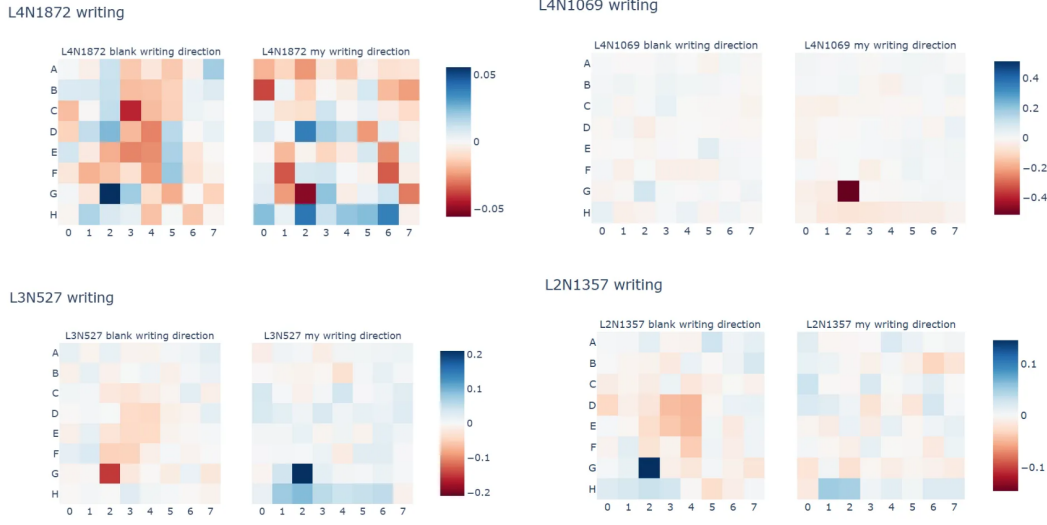 L4N1872 writing
L4N1872 blank writing direction
L4N1872 my writing direction
A
B
C
D
E
F
G
H
0 1 2 3 4 5 6 7
0 1 2 3 4 5 6 7
0.05
0
−0.05
L4N1069 writing
L4N1069 blank writing direction
L4N1069 my writing direction
A
B
C
D
E
F
G
H
0 1 2 3 4 5 6 7
0 1 2 3 4 5 6 7
0.4
0.2
0
−0.2
−0.4
L3N527 writing
L3N527 blank writing direction
L3N527 my writing direction
A
B
C
D
E
F
G
H
0 1 2 3 4 5 6 7
0 1 2 3 4 5 6 7
0.2
0.1
0
−0.1
−0.2
L2N1357 writing
L2N1357 blank writing direction
L2N1357 my writing direction
A
B
C
D
E
F
G
H
0 1 2 3 4 5 6 7
0 1 2 3 4 5 6 7
0.1
0
−0.1